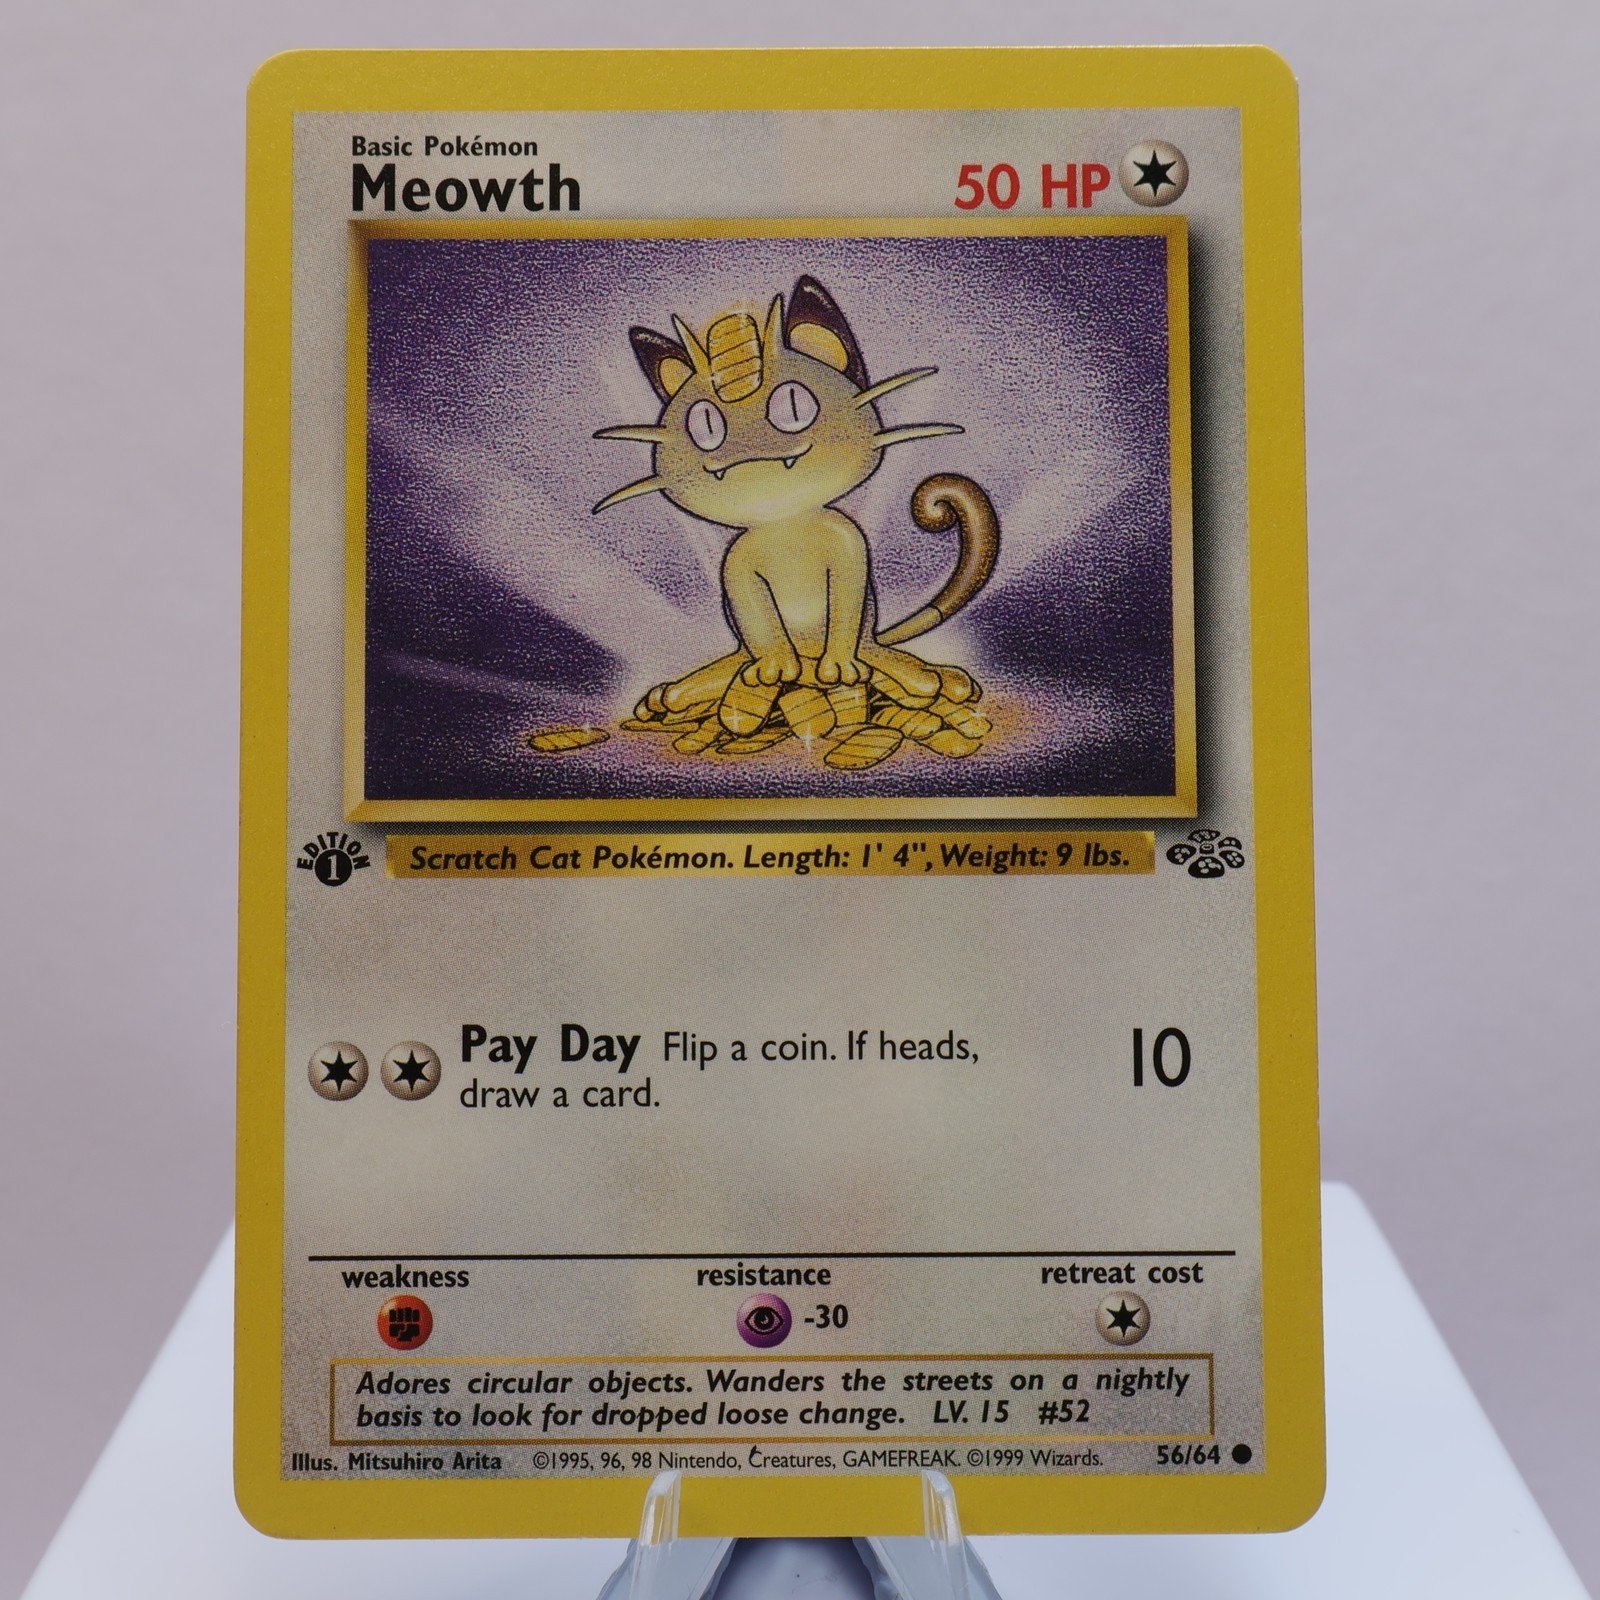 Basic Pokémon
Meowth
50 HP
EDITION
1
Scratch Cat Pokémon. Length: 1' 4", Weight: 9 lbs.
Pay Day Flip a coin. If heads,
draw a card.
10
weakness
resistance
retreat cost
-30
Adores circular objects. Wanders the streets on a nightly
basis to look for dropped loose change. LV. 15 #52
Illus. Mitsuhiro Arita ©1995, 96, 98 Nintendo, Creatures, GAMEFREAK. ©1999 Wizards. 56/64